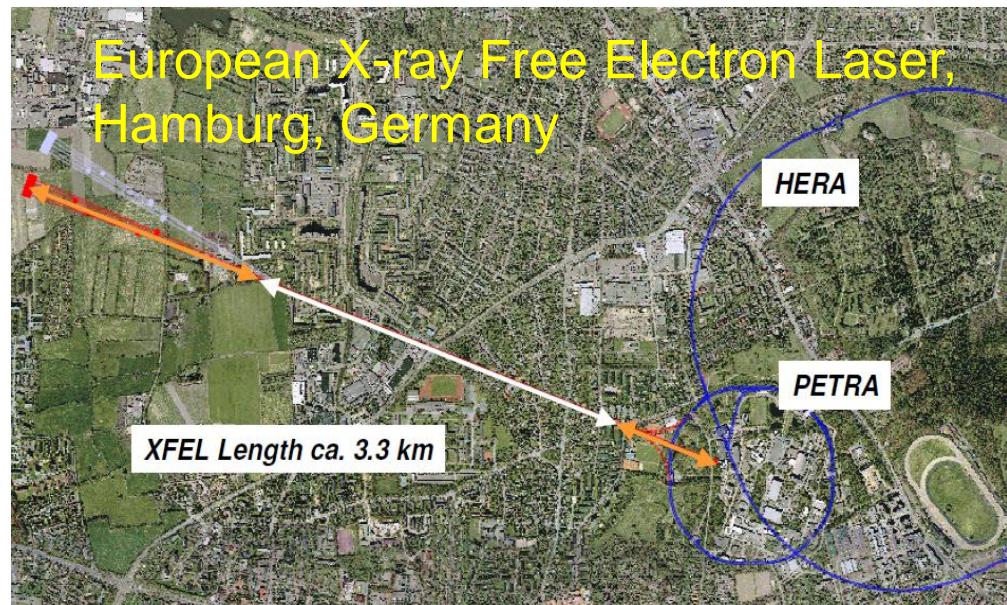 European X-ray Free Electron Laser,
Hamburg, Germany
HERA
PETRA
XFEL Length ca. 3.3 km